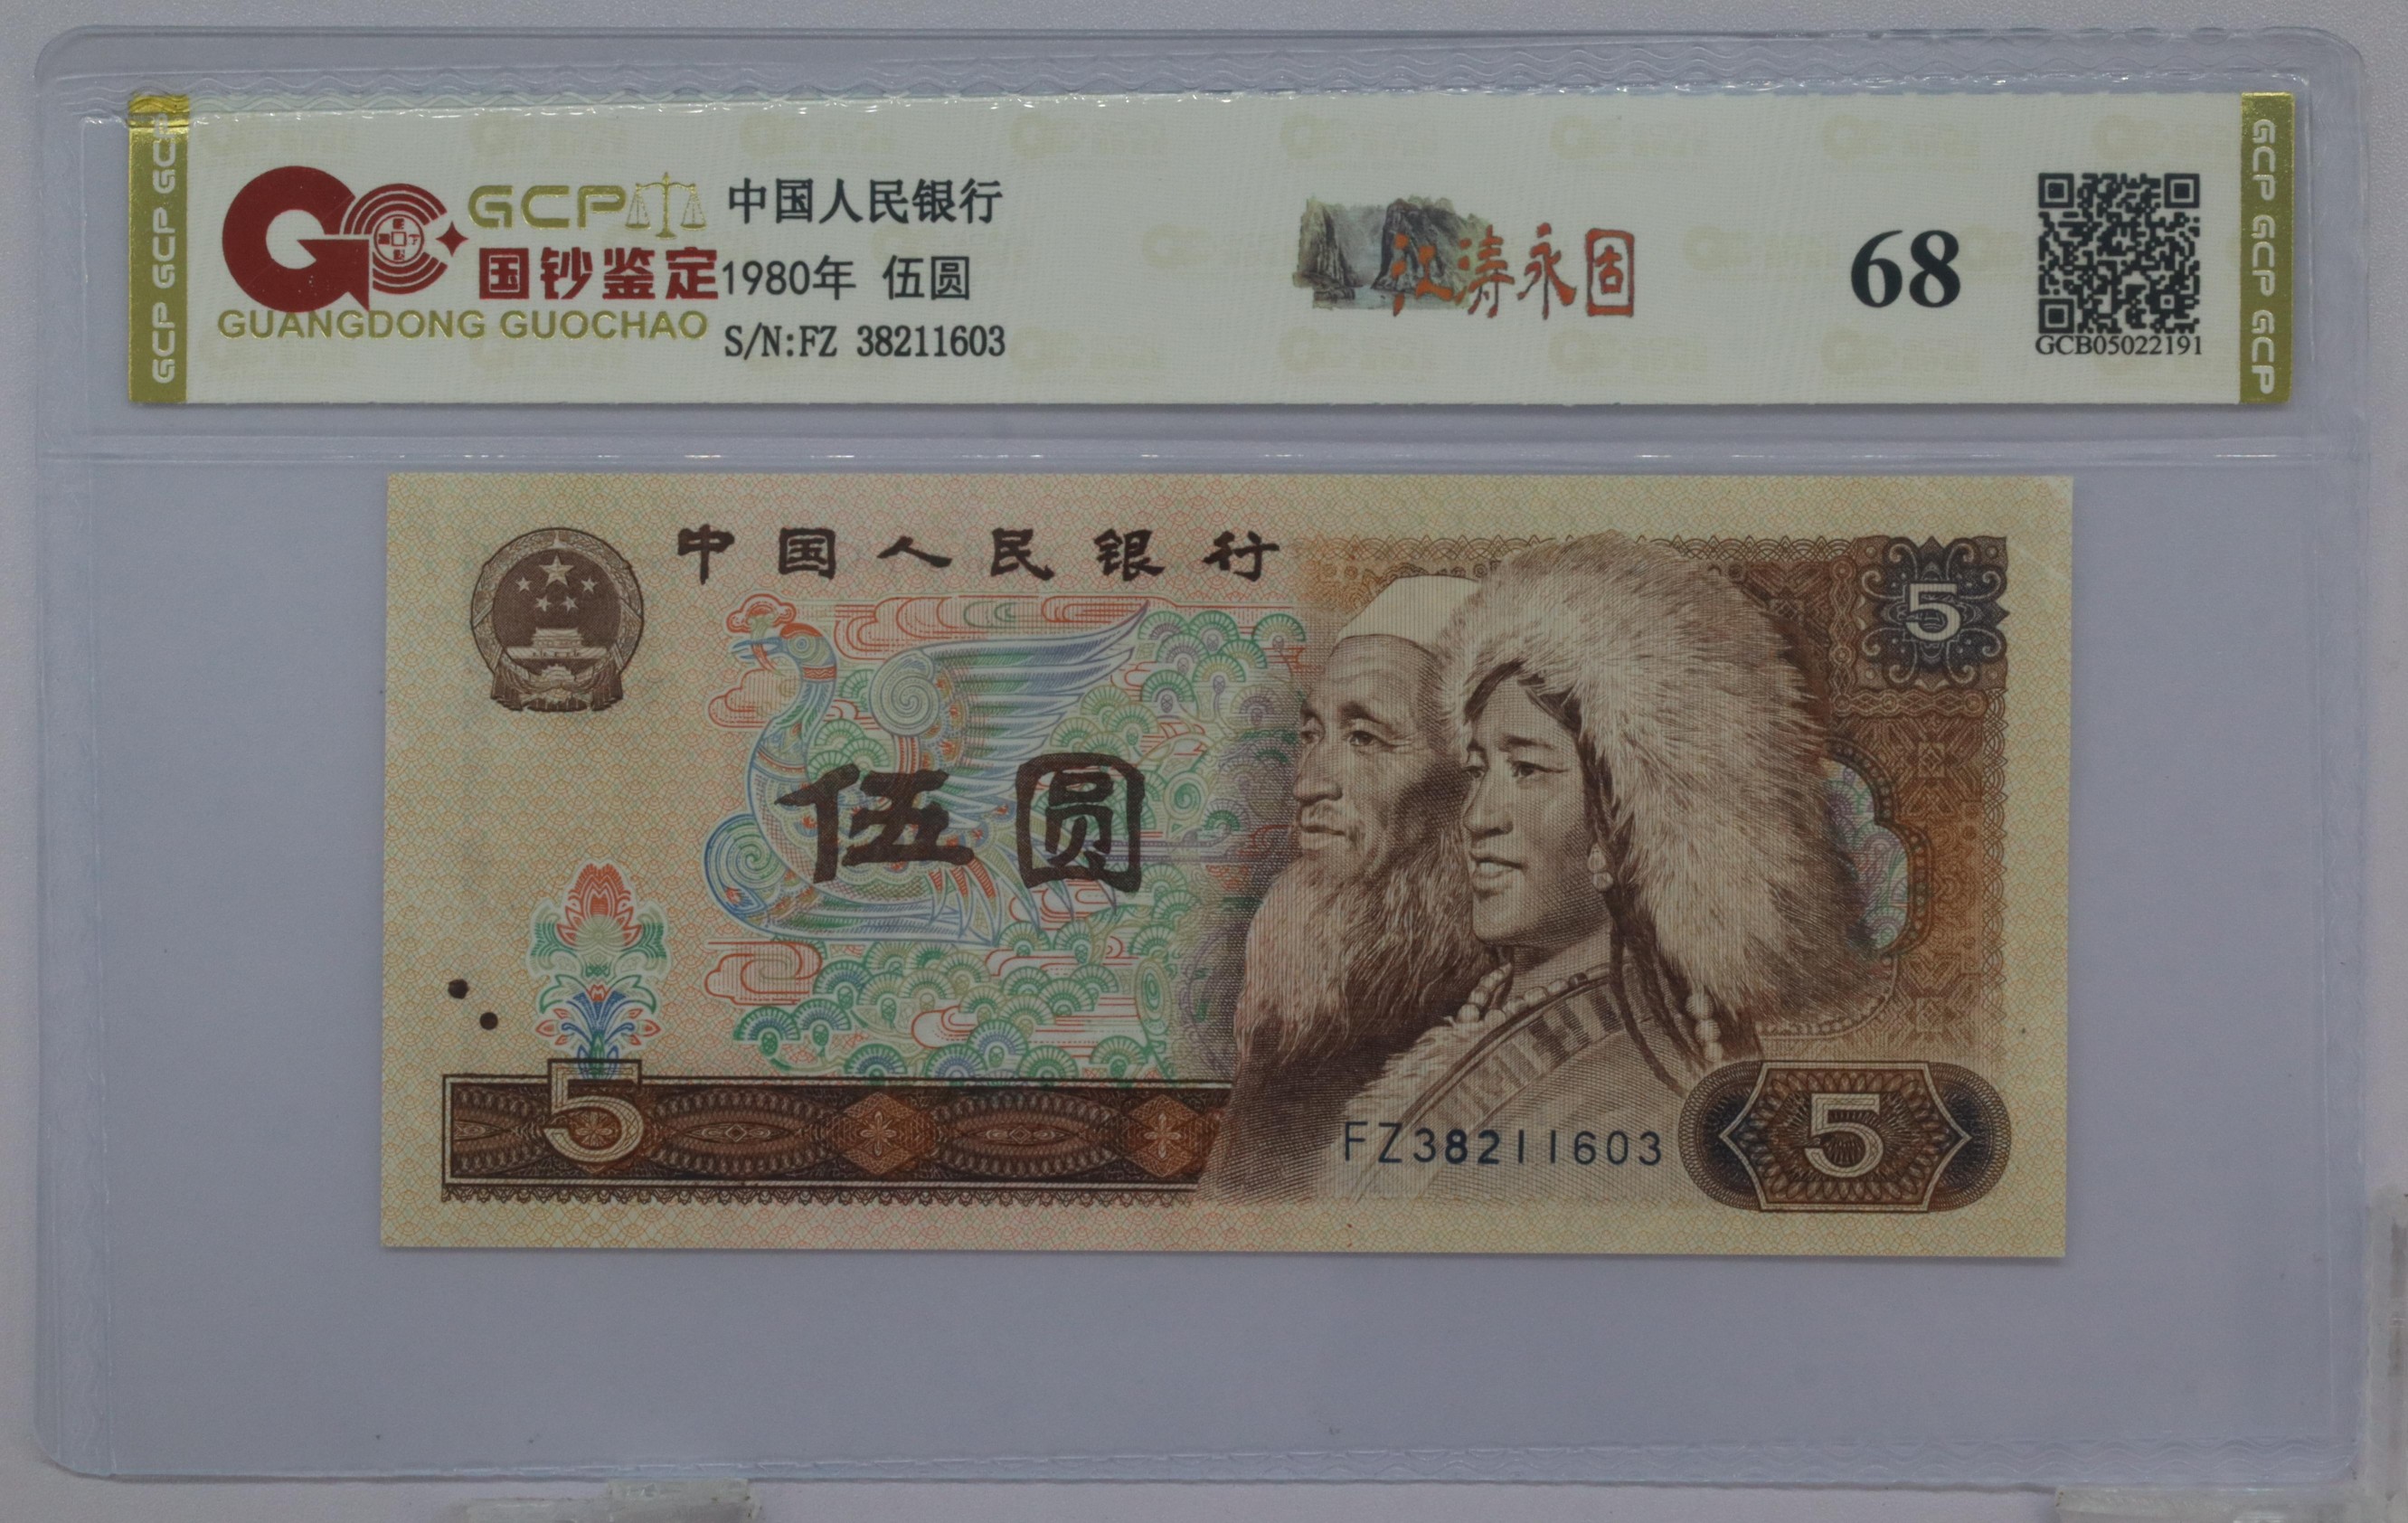 GCP GCP GCP
GCP
国钞鉴定
GUANGDONG GUOCHAO
中国人民银行
1980年 伍圆
S/N:FZ 38211603
江涛永固
68
GCB05022191
GCP GCP GCP
中国人民银行
5
伍圆
5
FZ38211603
5